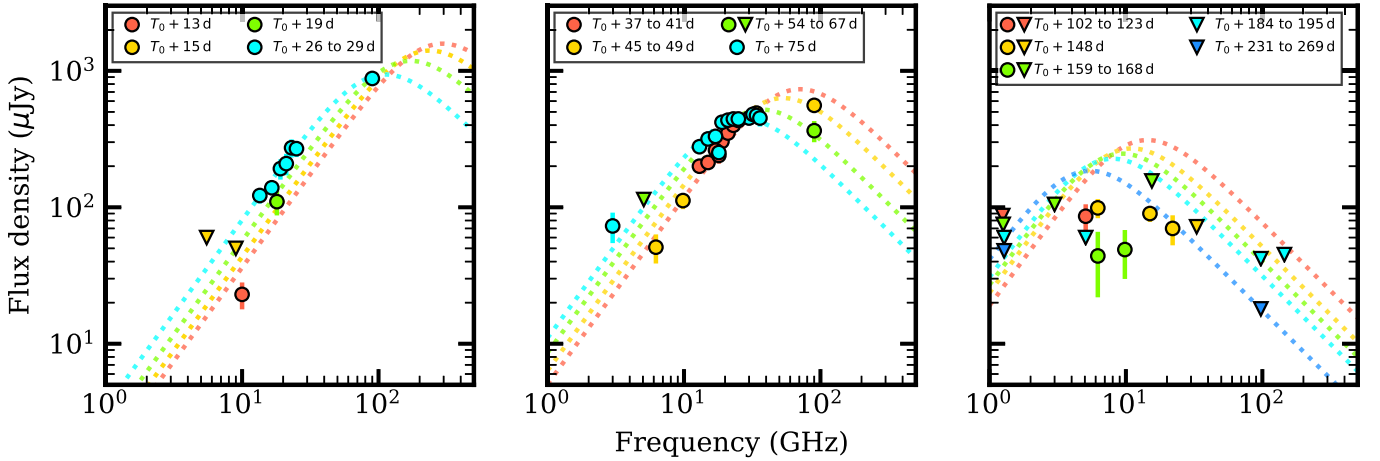 Flux density (μJy)
10³
10²
10¹
T₀ + 13 d
T₀ + 15 d
T₀ + 19 d
T₀ + 26 to 29 d
10⁰ 10¹ 10²
T₀ + 37 to 41 d
T₀ + 45 to 49 d
T₀ + 54 to 67 d
T₀ + 75 d
10⁰ 10¹ 10²
T₀ + 102 to 123 d
T₀ + 148 d
T₀ + 159 to 168 d
T₀ + 184 to 195 d
T₀ + 231 to 269 d
10⁰ 10¹ 10²
Frequency (GHz)